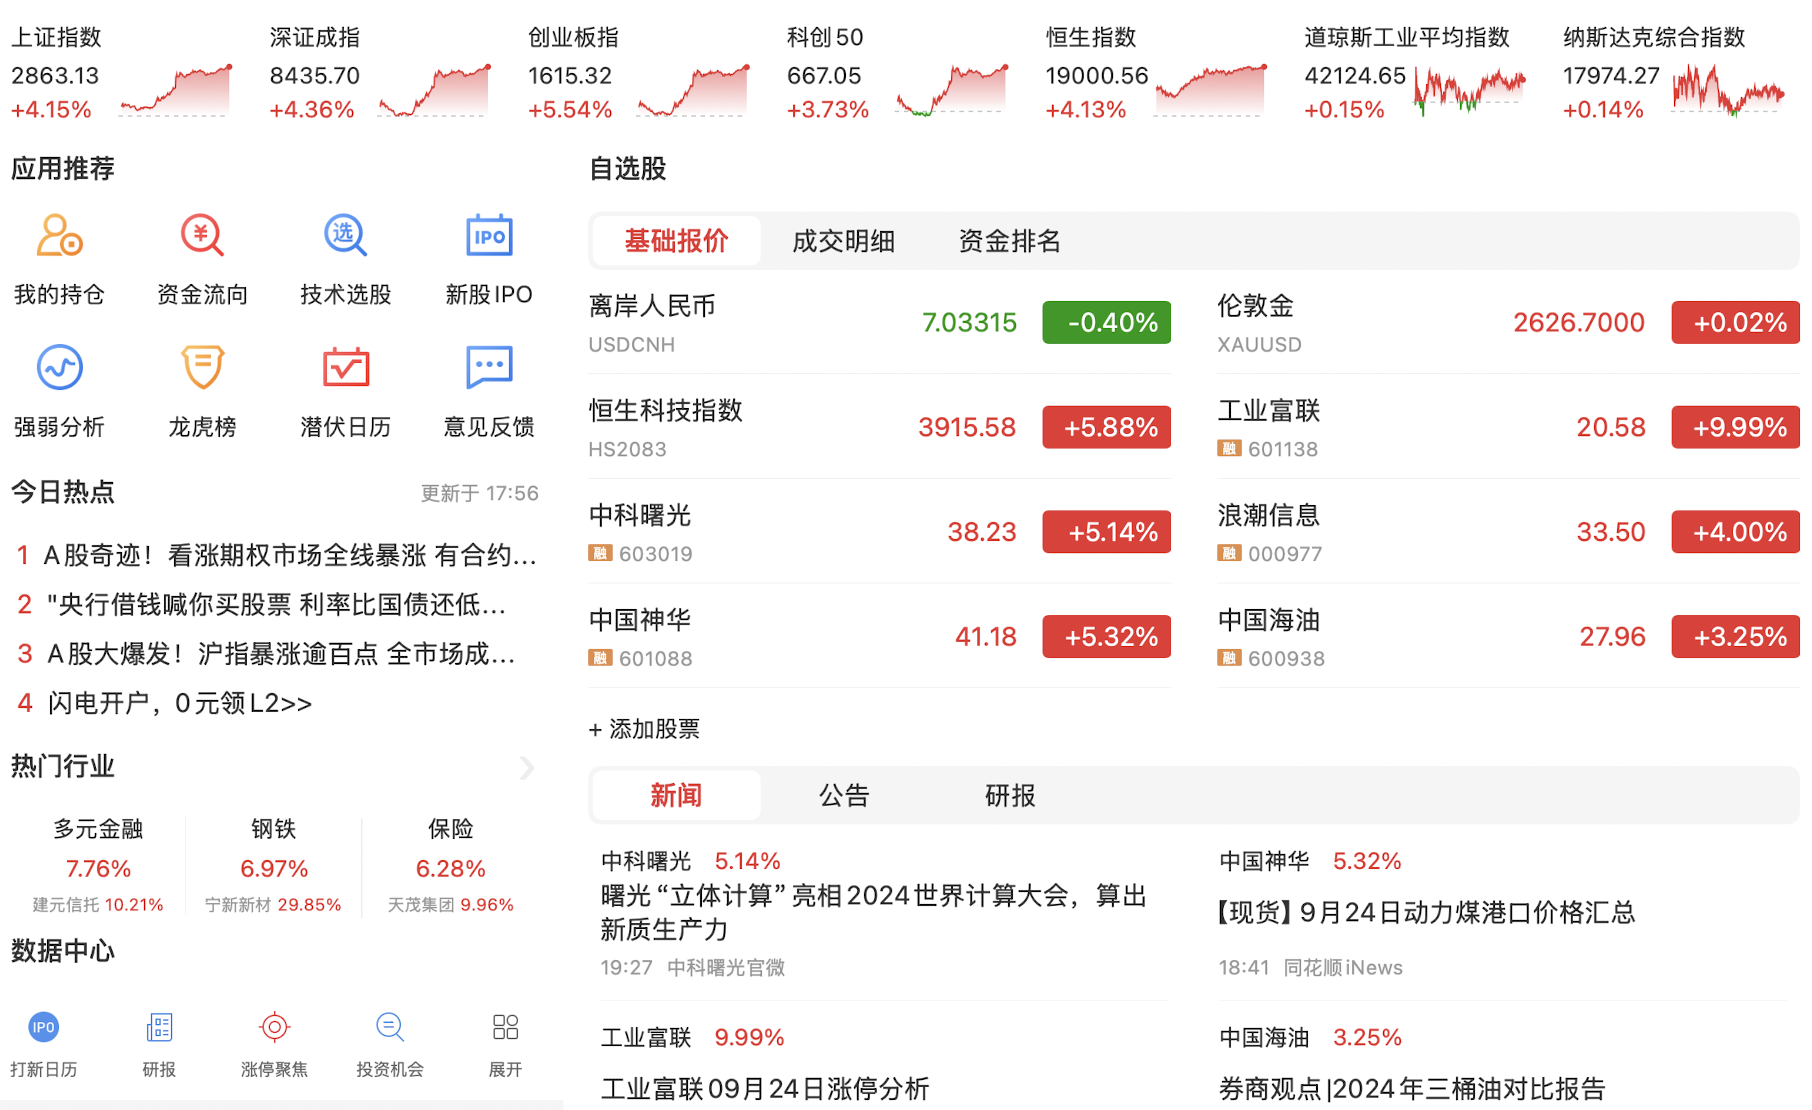 上证指数
2863.13
+4.15%
深证成指
8435.70
+4.36%
创业板指
1615.32
+5.54%
科创50
667.05
+3.73%
恒生指数
19000.56
+4.13%
道琼斯工业平均指数
42124.65
+0.15%
纳斯达克综合指数
17974.27
+0.14%
应用推荐
¥
选
IPO
我的持仓
资金流向
技术选股
新股IPO
强弱分析
龙虎榜
潜伏日历
意见反馈
今日热点
更新于 17:56
1 A股奇迹！看涨期权市场全线暴涨 有合约...
2 "央行借钱喊你买股票 利率比国债还低...
3 A股大爆发！沪指暴涨逾百点 全市场成...
4 闪电开户，0元领L2>>
热门行业
多元金融
7.76%
建元信托 10.21%
钢铁
6.97%
宁新新材 29.85%
保险
6.28%
天茂集团 9.96%
数据中心
IPO
打新日历
研报
涨停聚焦
投资机会
展开
自选股
基础报价 成交明细 资金排名
离岸人民币
USDCNH
7.03315
-0.40%
伦敦金
XAUUSD
2626.7000
+0.02%
恒生科技指数
HS2083
3915.58
+5.88%
工业富联
融 601138
20.58
+9.99%
中科曙光
融 603019
38.23
+5.14%
浪潮信息
融 000977
33.50
+4.00%
中国神华
融 601088
41.18
+5.32%
中国海油
融 600938
27.96
+3.25%
+ 添加股票
新闻 公告 研报
中科曙光 5.14%
曙光“立体计算”亮相2024世界计算大会，算出
新质生产力
19:27 中科曙光官微
中国神华 5.32%
【现货】9月24日动力煤港口价格汇总
18:41 同花顺iNews
工业富联 9.99%
工业富联09月24日涨停分析
中国海油 3.25%
券商观点|2024年三桶油对比报告